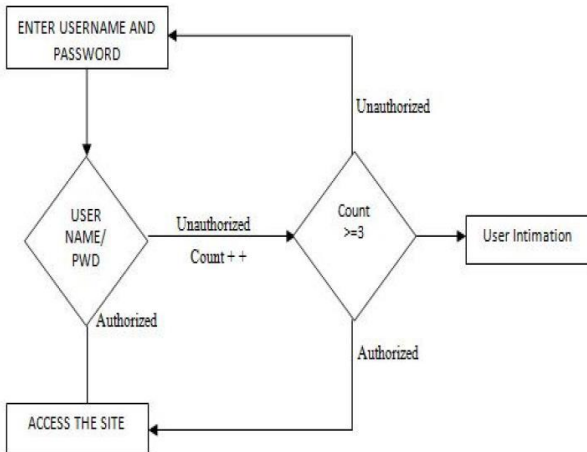 ENTER USERNAME AND
PASSWORD
Unauthorized
USER
NAME/
PWD
Unauthorized
Count + +
Count
>=3
User Intimation
Authorized
Authorized
ACCESS THE SITE